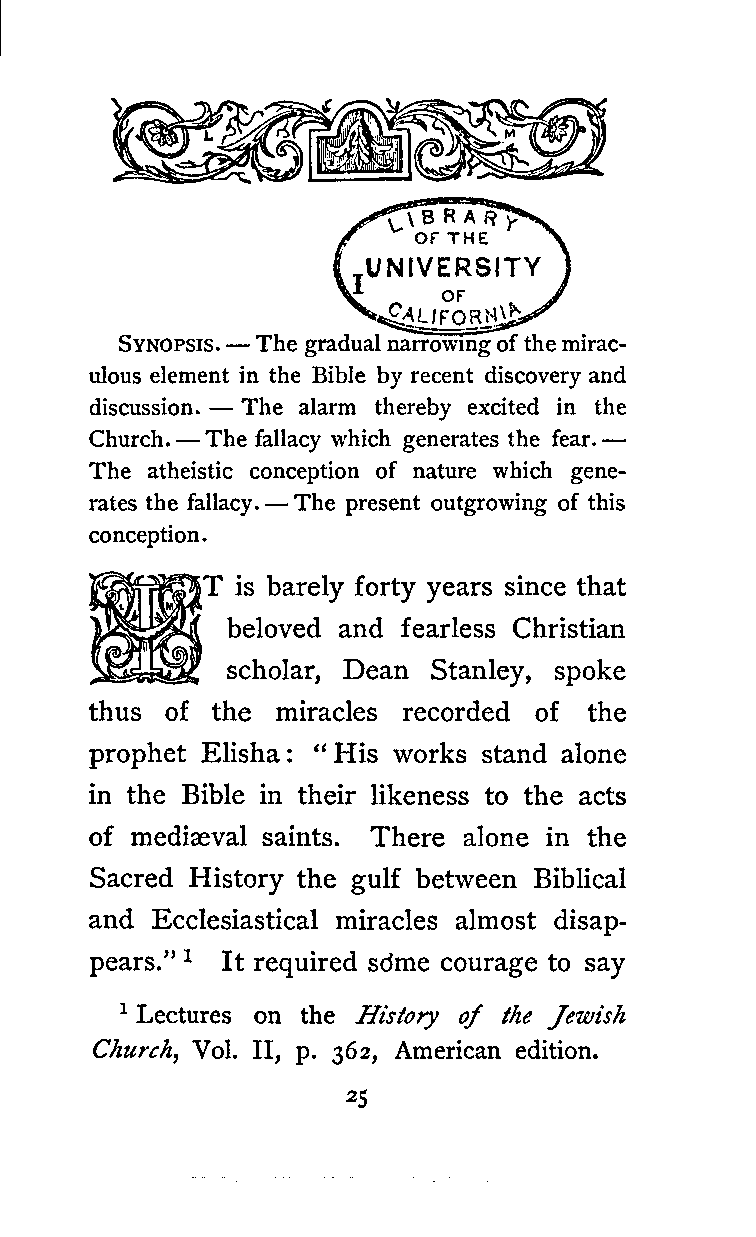 L M
LIBRARY
OF THE
UNIVERSITY
OF
CALIFORNIA
I
SYNOPSIS. — The gradual narrowing of the mirac-
ulous element in the Bible by recent discovery and
discussion. — The alarm thereby excited in the
Church. — The fallacy which generates the fear. —
The atheistic conception of nature which gene-
rates the fallacy. — The present outgrowing of this
conception.
IT is barely forty years since that
beloved and fearless Christian
scholar, Dean Stanley, spoke
thus of the miracles recorded of the
prophet Elisha: “His works stand alone
in the Bible in their likeness to the acts
of mediæval saints. There alone in the
Sacred History the gulf between Biblical
and Ecclesiastical miracles almost disap-
pears.” ¹ It required some courage to say
¹ Lectures on the History of the Jewish
Church, Vol. II, p. 362, American edition.
25